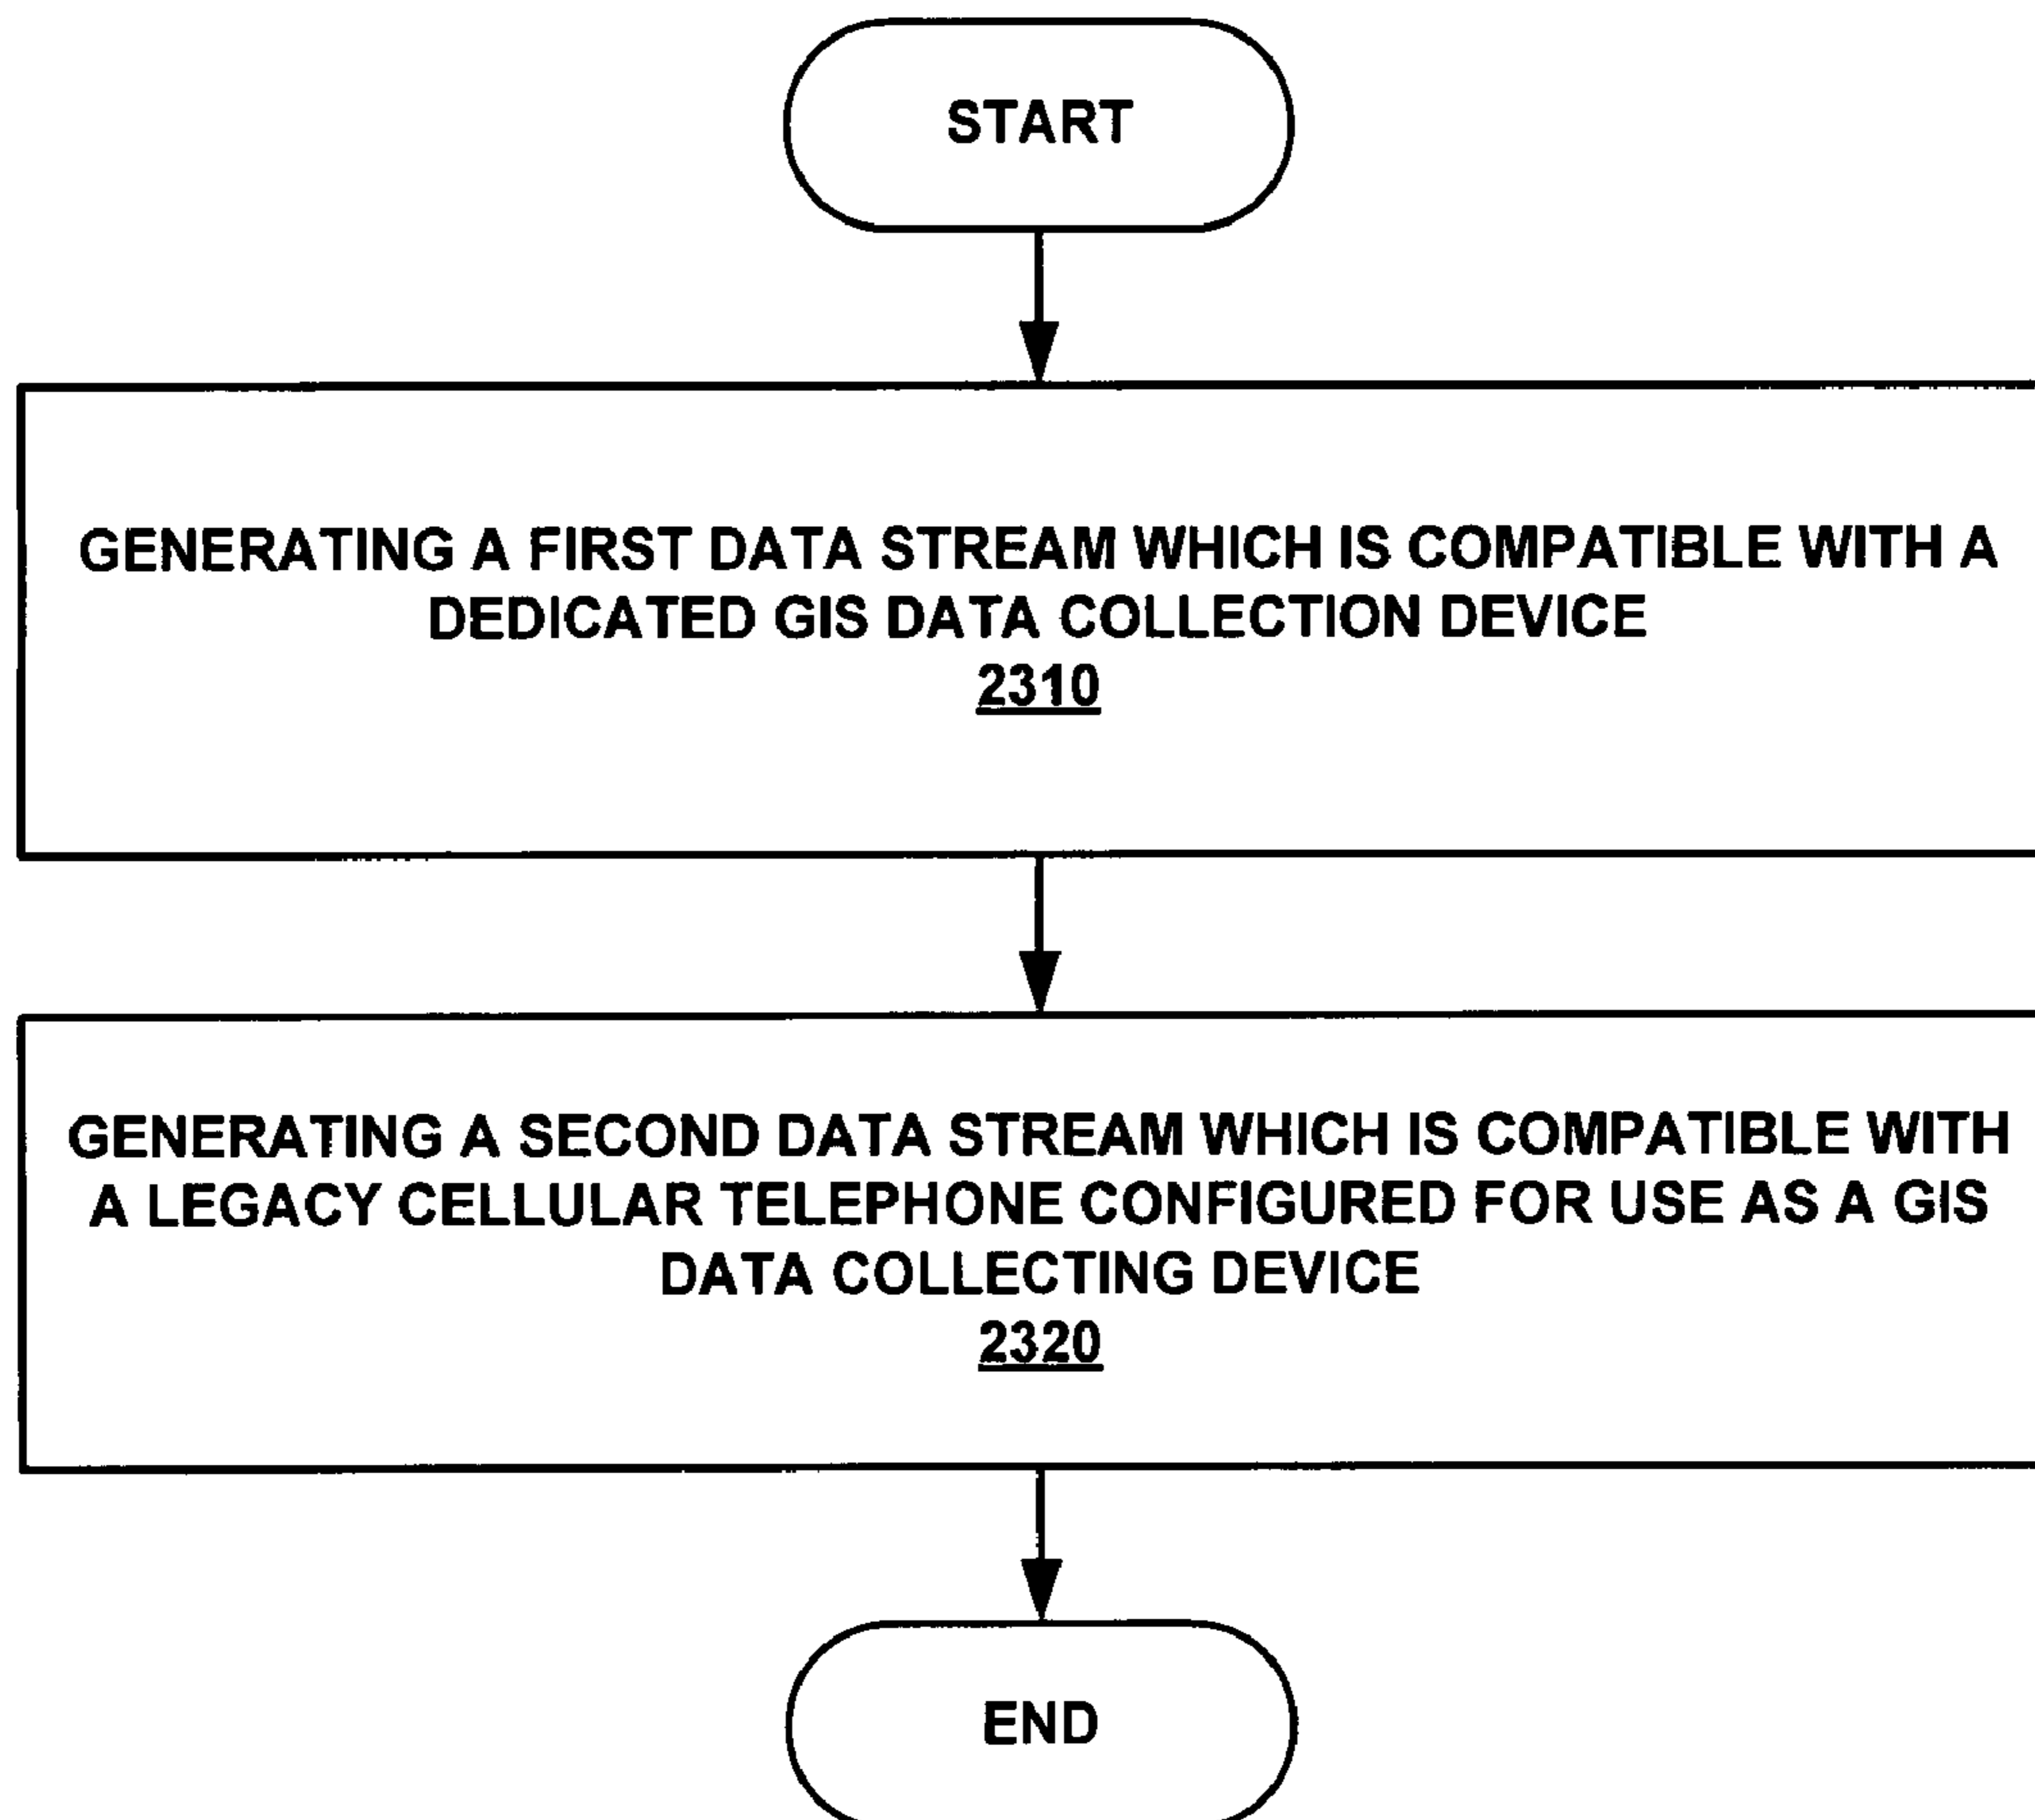 START
GENERATING A FIRST DATA STREAM WHICH IS COMPATIBLE WITH A
DEDICATED GIS DATA COLLECTION DEVICE
2310
GENERATING A SECOND DATA STREAM WHICH IS COMPATIBLE WITH
A LEGACY CELLULAR TELEPHONE CONFIGURED FOR USE AS A GIS
DATA COLLECTING DEVICE
2320
END